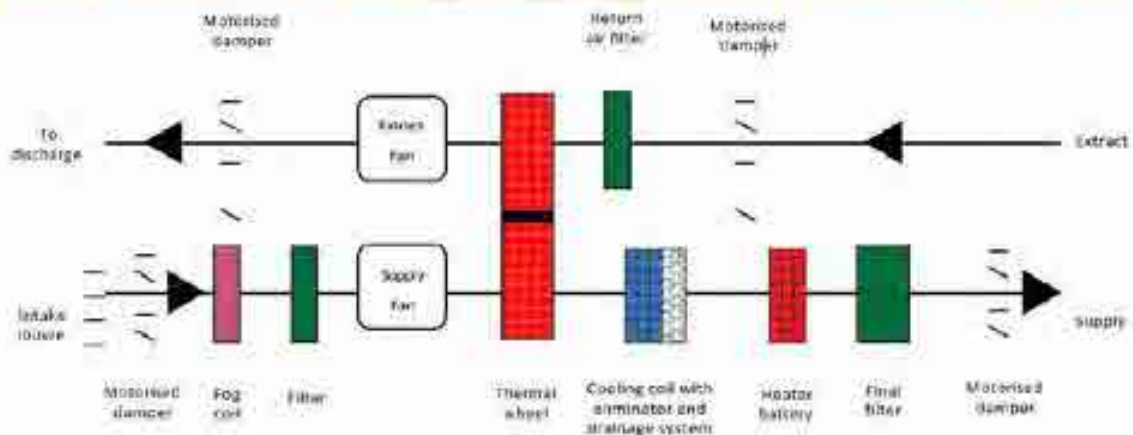 Motorised
damper
Return
air filter
Motorised
damper
To
discharge
Extract
Fan
Extract
Supply
Fan
Intake
louvre
Supply
Motorised
damper
Fog
coil
Filter
Thermal
wheel
Cooling coil with
eliminator and
drainage system
Heater
battery
Final
filter
Motorised
damper